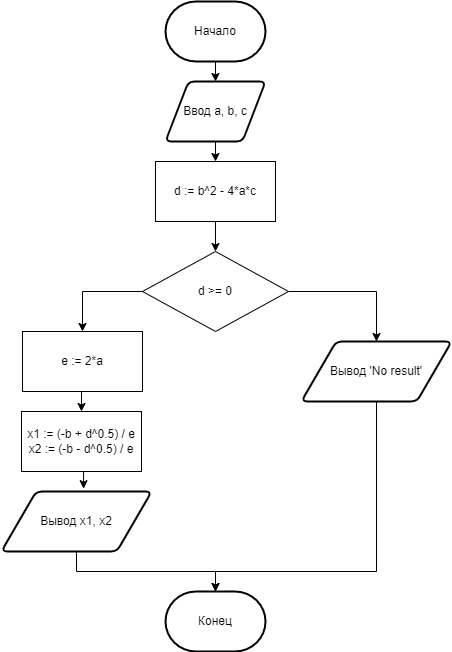 Начало
Ввод a, b, c
d := b^2 - 4*a*c
d >= 0
e := 2*a
Вывод 'No result'
x1 := (-b + d^0.5) / e
x2 := (-b - d^0.5) / e
Вывод x1, x2
Конец